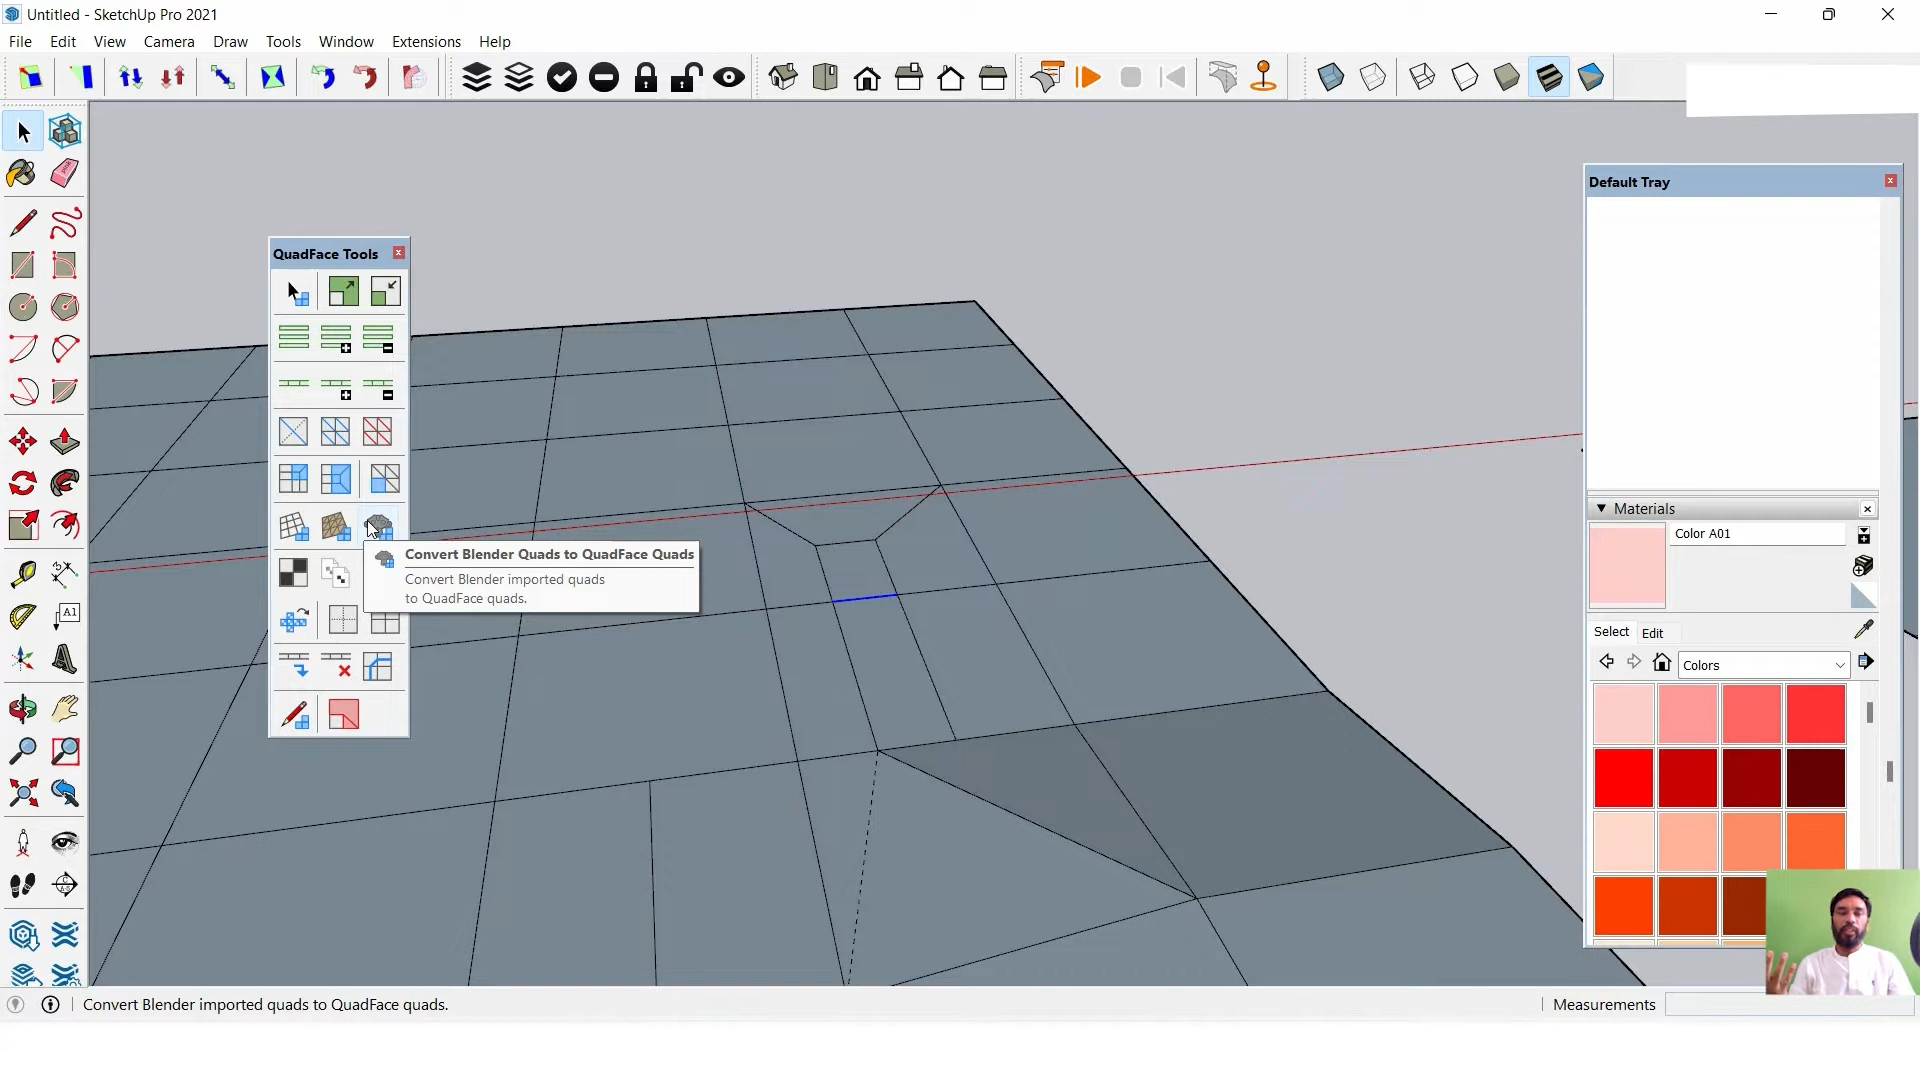 Untitled - SketchUp Pro 2021
File Edit View Camera Draw Tools Window Extensions Help
Default Tray
QuadFace Tools
Convert Blender Quads to QuadFace Quads
Convert Blender imported quads
to QuadFace quads.
Materials
Color A01
Select Edit
Colors
A1
Convert Blender imported quads to QuadFace quads.
Measurements